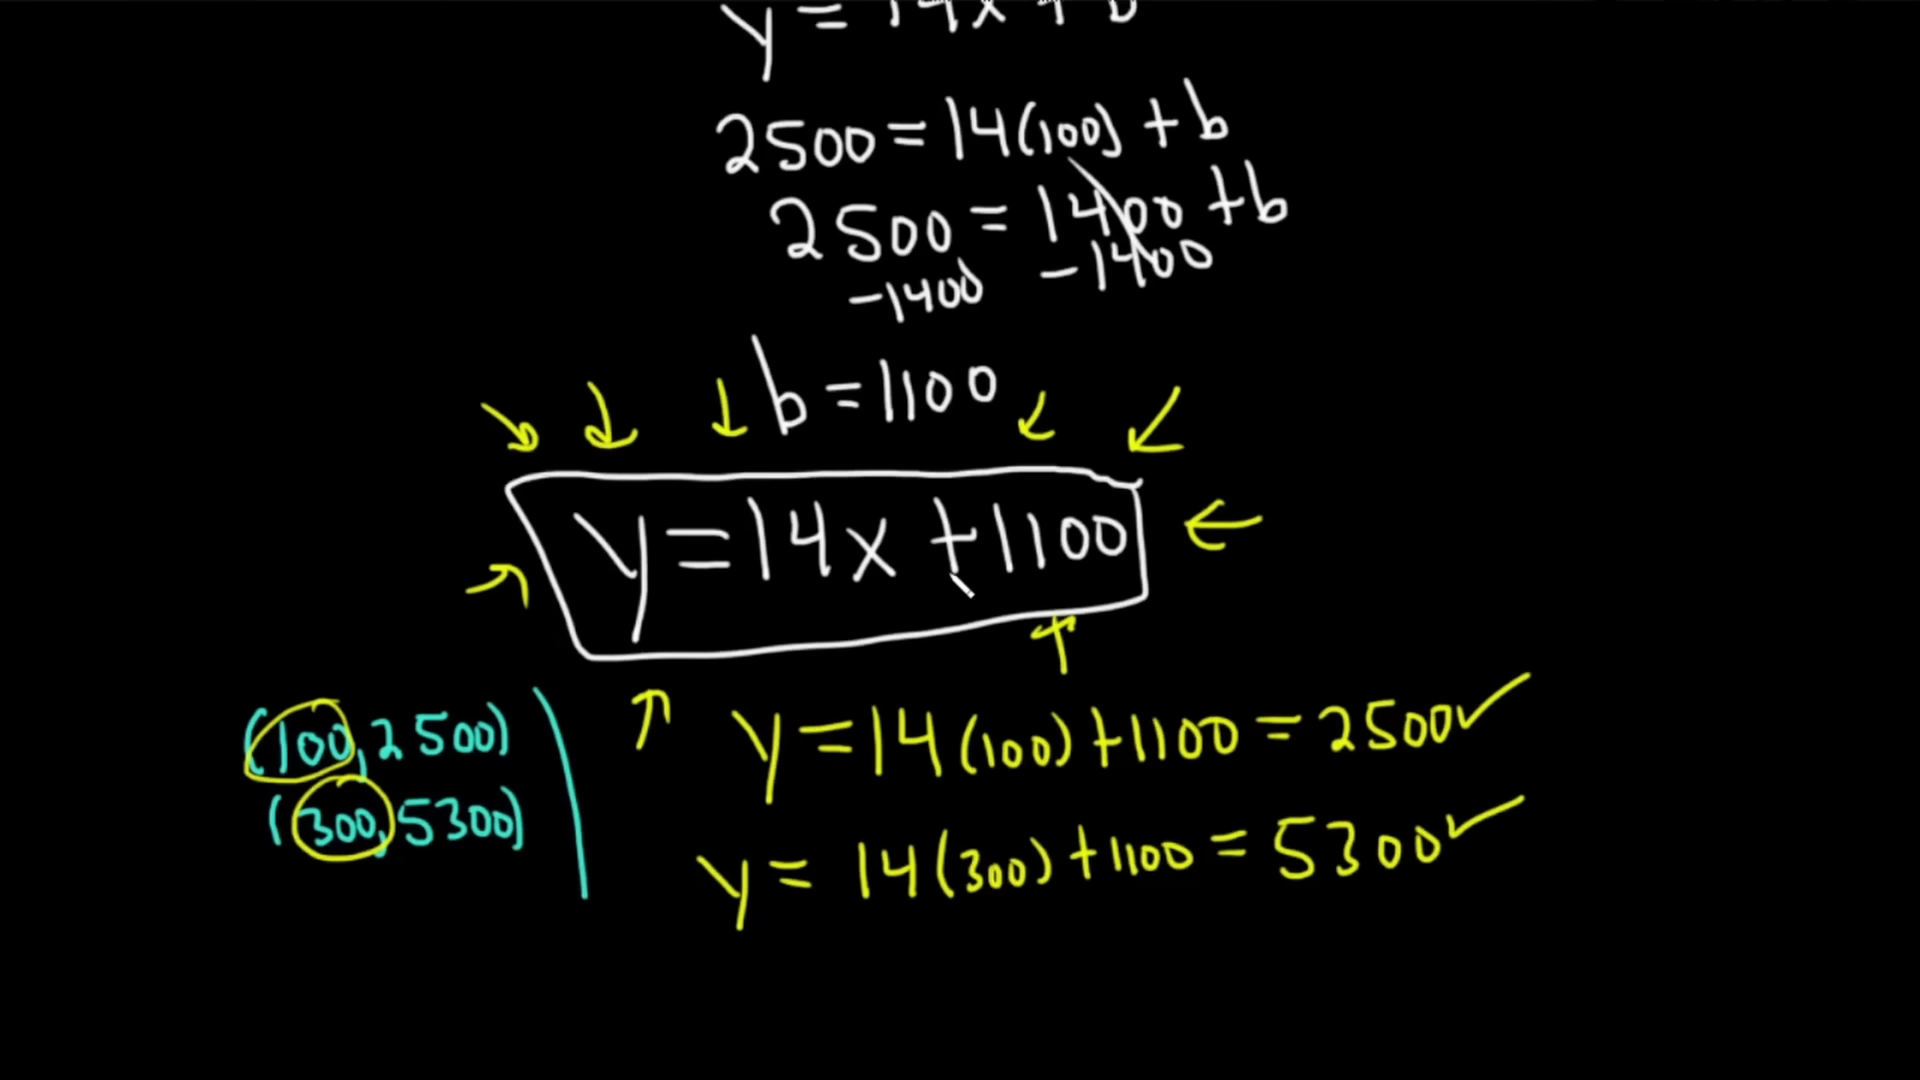 y = 14x + b
2500 = 14(100) + b
2500 = 1400 + b
-1400 -1400
b = 1100
y = 14x + 1100
(100, 2500)
(300, 5300)
y = 14(100) + 1100 = 2500 ✓
y = 14(300) + 1100 = 5300 ✓